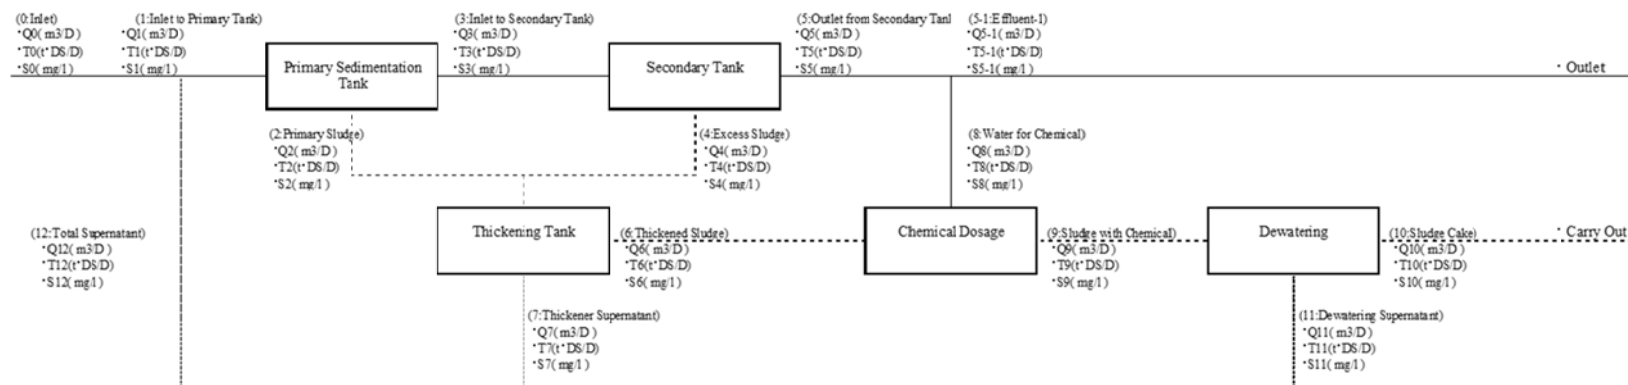 (0:Inlet)
・Q0( m3/D)
・T0(t・DS/D)
・S0( mg/l)
(1:Inlet to Primary Tank)
・Q1( m3/D)
・T1(t・DS/D)
・S1( mg/l)
(3:Inlet to Secondary Tank)
・Q3( m3/D)
・T3(t・DS/D)
・S3( mg/l)
(5:Outlet from Secondary Tank
・Q5( m3/D)
・T5(t・DS/D)
・S5( mg/l)
(5-1:Effluent-1)
・Q5-1( m3/D)
・T5-1(t・DS/D)
・S5-1( mg/l)
Primary Sedimentation
Tank
Secondary Tank
・Outlet
(2:Primary Sludge)
・Q2( m3/D)
・T2(t・DS/D)
・S2( mg/l)
(4:Excess Sludge)
・Q4( m3/D)
・T4(t・DS/D)
・S4( mg/l)
(8:Water for Chemical)
・Q8( m3/D)
・T8(t・DS/D)
・S8( mg/l)
(12:Total Supernatant)
・Q12( m3/D)
・T12(t・DS/D)
・S12( mg/l)
Thickening Tank
(6:Thickened Sludge)
・Q6( m3/D)
・T6(t・DS/D)
・S6( mg/l)
Chemical Dosage
(9:Sludge with Chemical)
・Q9( m3/D)
・T9(t・DS/D)
・S9( mg/l)
Dewatering
(10:Sludge Cake)
・Q10( m3/D)
・T10(t・DS/D)
・S10( mg/l)
・Carry Out
(7:Thickener Supernatant)
・Q7( m3/D)
・T7(t・DS/D)
・S7( mg/l)
(11:Dewatering Supernatant)
・Q11( m3/D)
・T11(t・DS/D)
・S11( mg/l)